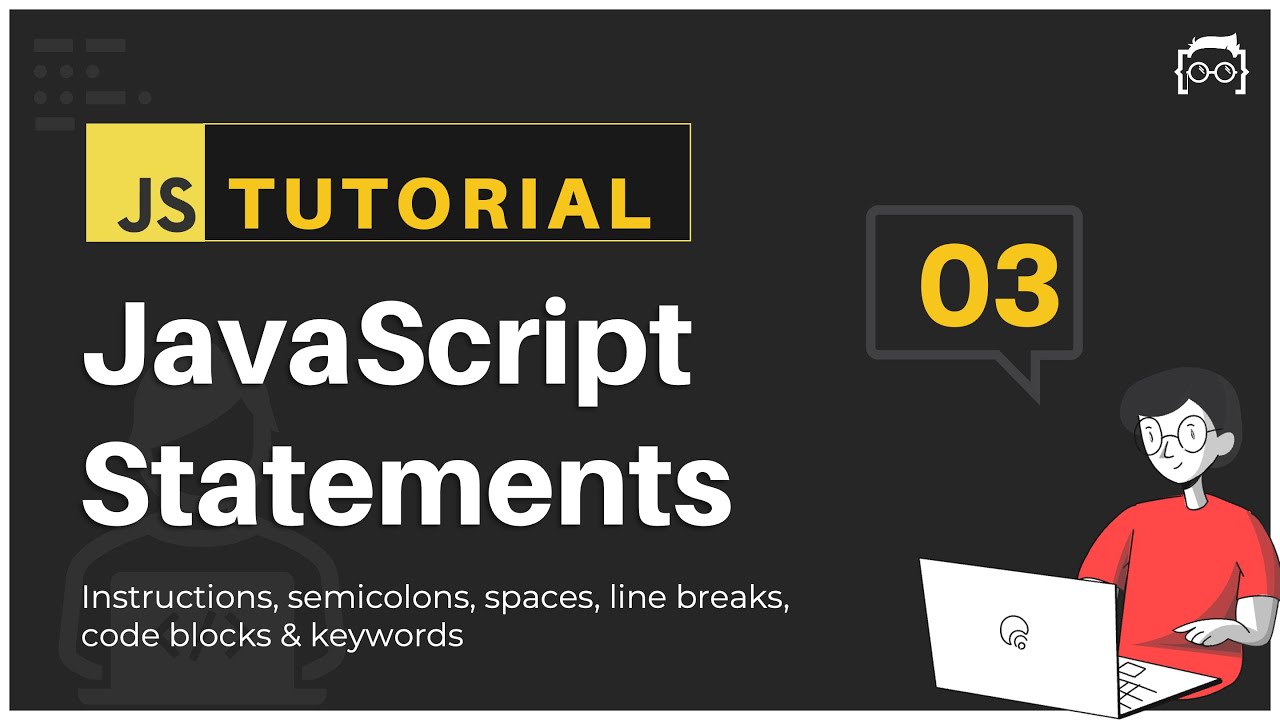 JS TUTORIAL
03
JavaScript
Statements
Instructions, semicolons, spaces, line breaks,
code blocks & keywords